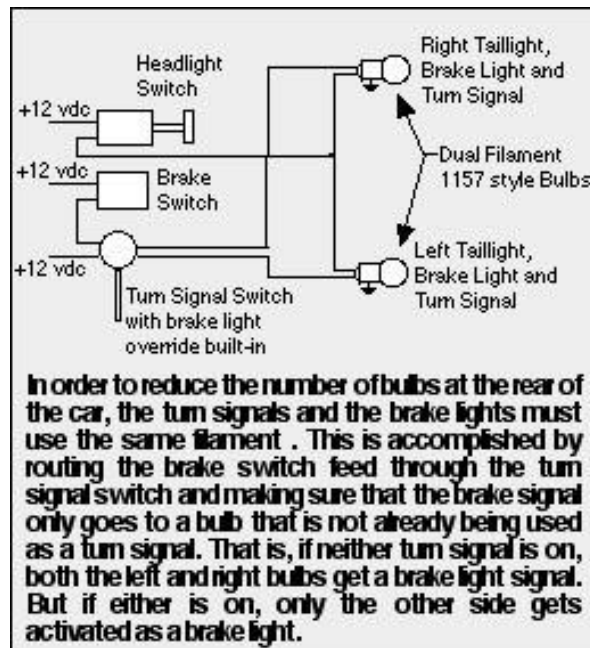 Headlight
Switch
Right Taillight,
Brake Light and
Turn Signal
+12 vdc
+12 vdc
Brake
Switch
Dual Filament
1157 style Bulbs
+12 vdc
Left Taillight,
Brake Light and
Turn Signal
Turn Signal Switch
with brake light
override built-in
In order to reduce the number of bulbs at the rear of
the car, the turn signals and the brake lights must
use the same filament . This is accomplished by
routing the brake switch feed through the turn
signal switch and making sure that the brake signal
only goes to a bulb that is not already being used
as a turn signal. That is, if neither turn signal is on,
both the left and right bulbs get a brake light signal.
But if either is on, only the other side gets
activated as a brake light.